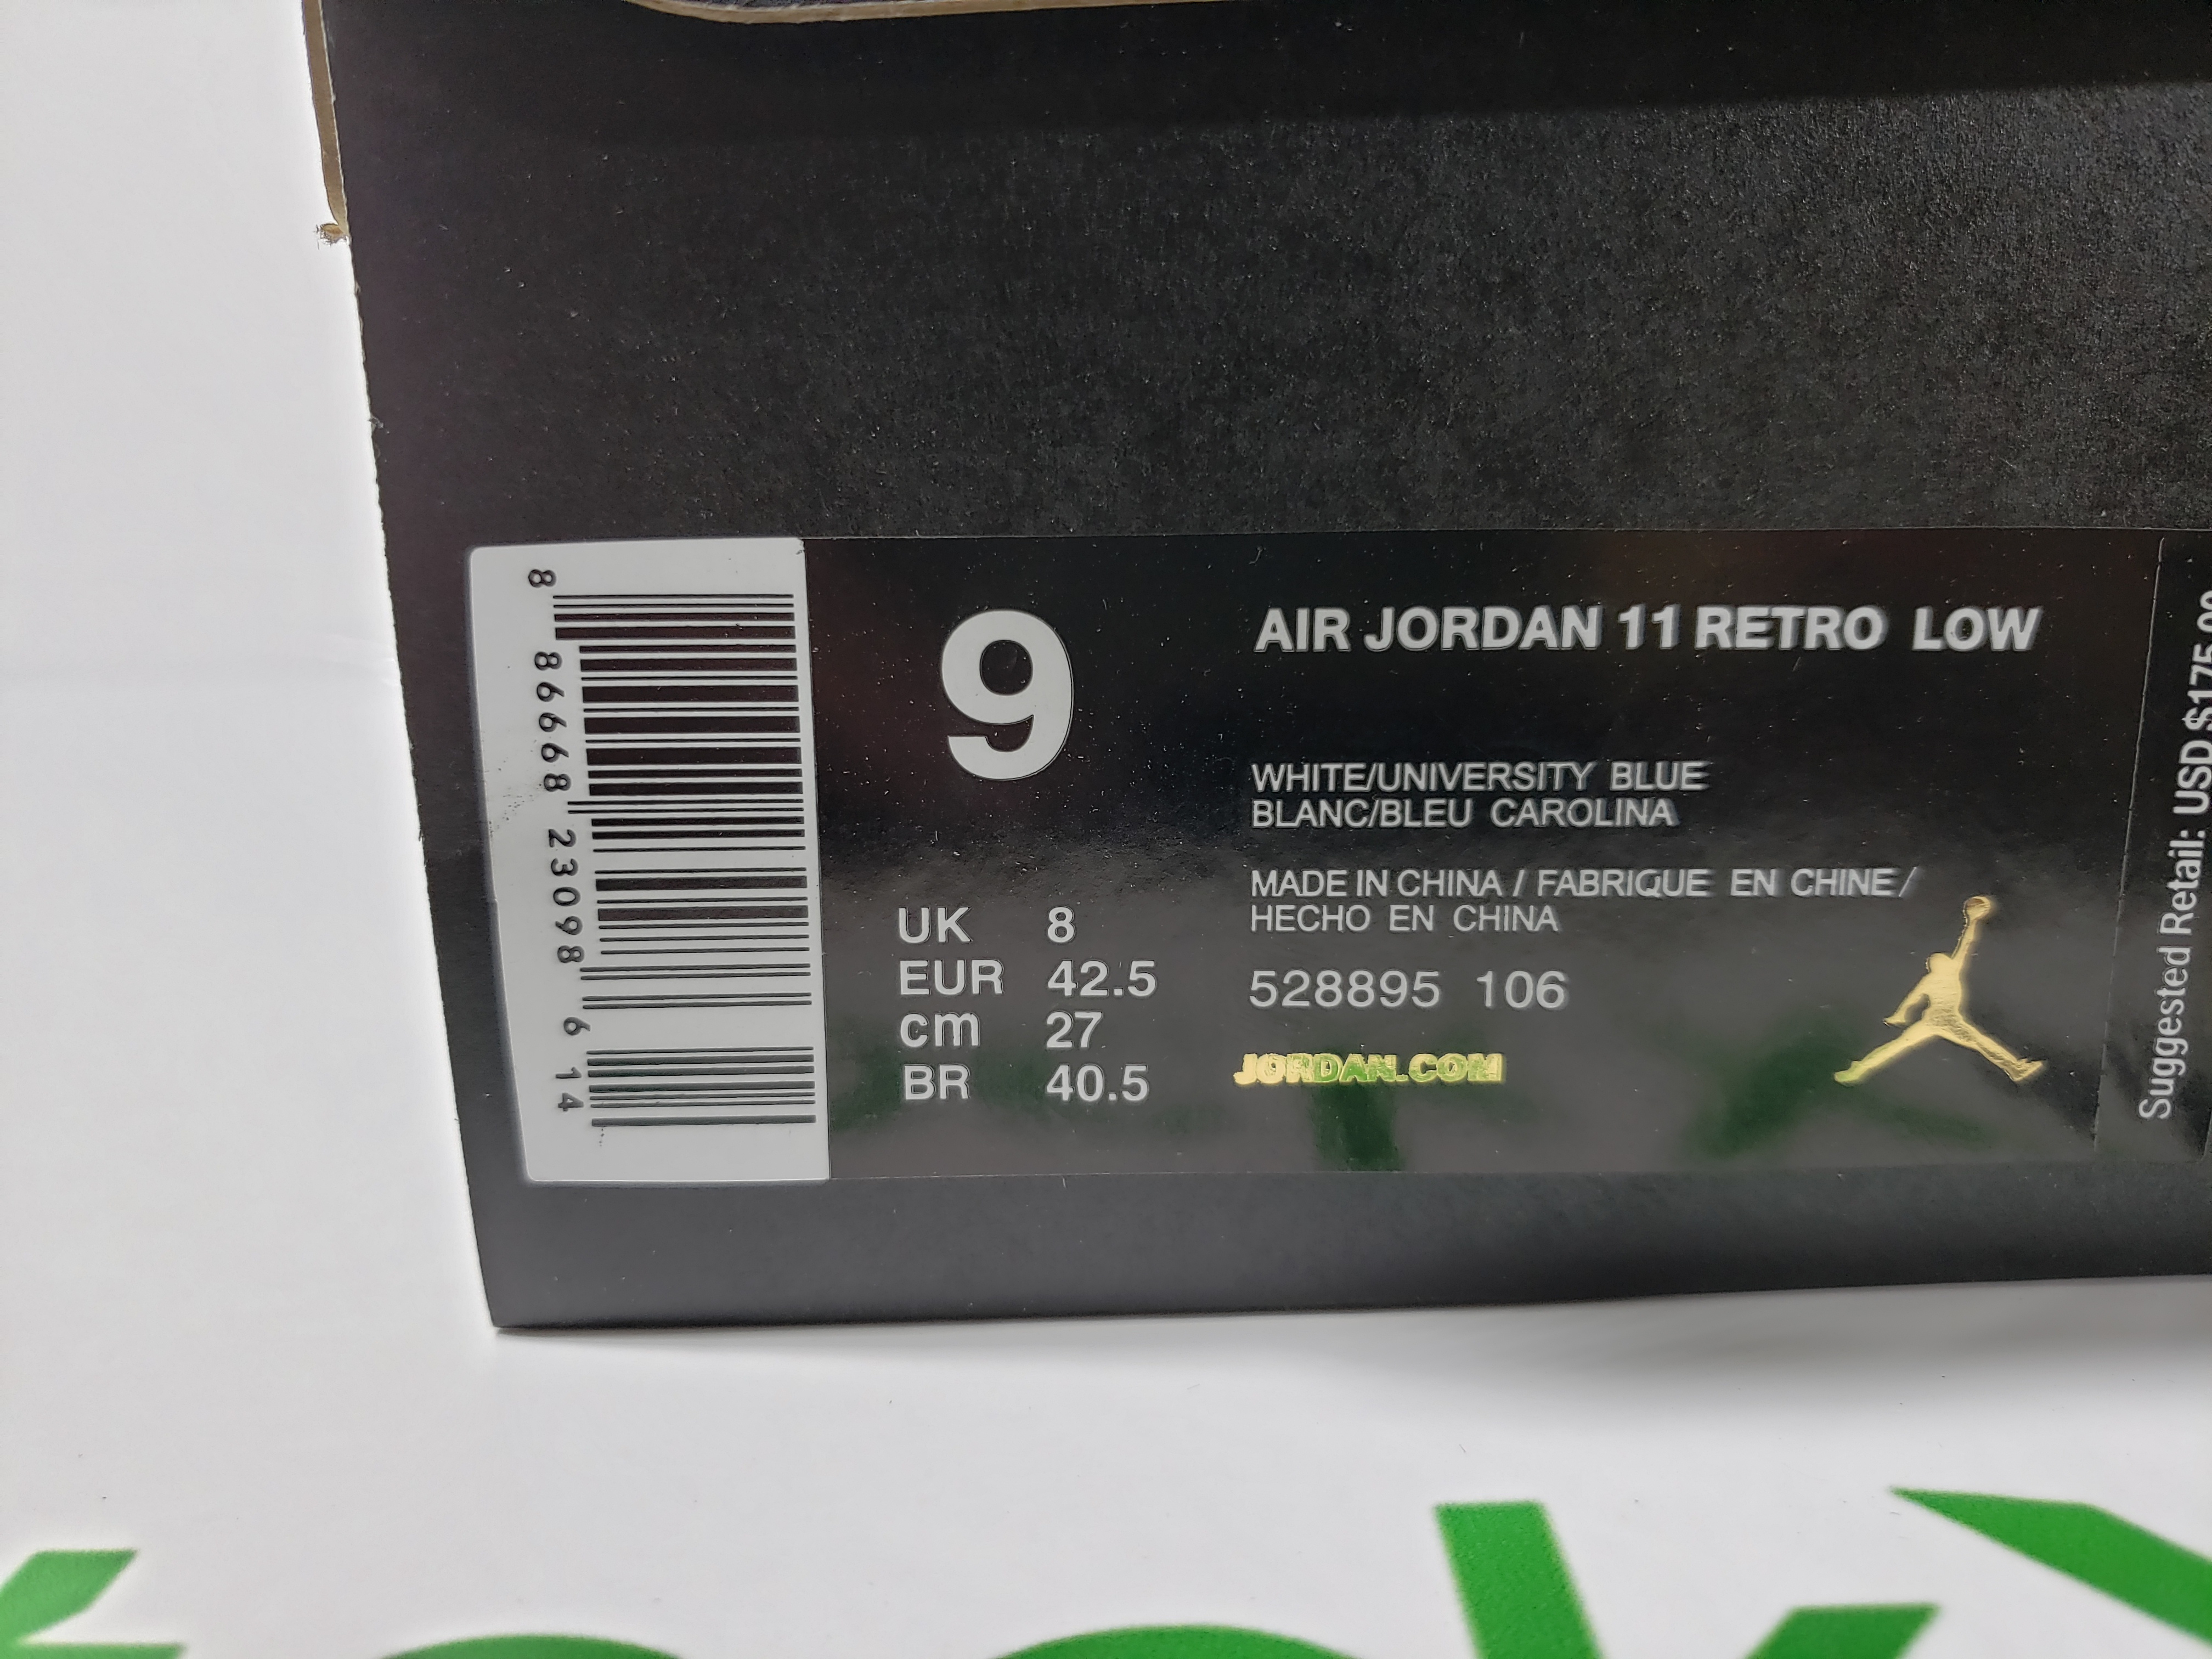 8 86668 23098 6 14
9
UK 8
EUR 42.5
cm 27
BR 40.5
AIR JORDAN 11 RETRO LOW
WHITE/UNIVERSITY BLUE
BLANC/BLEU CAROLINA
MADE IN CHINA / FABRIQUE EN CHINE /
HECHO EN CHINA
528895 106
JORDAN.COM
Suggested Retail: USD $175.00